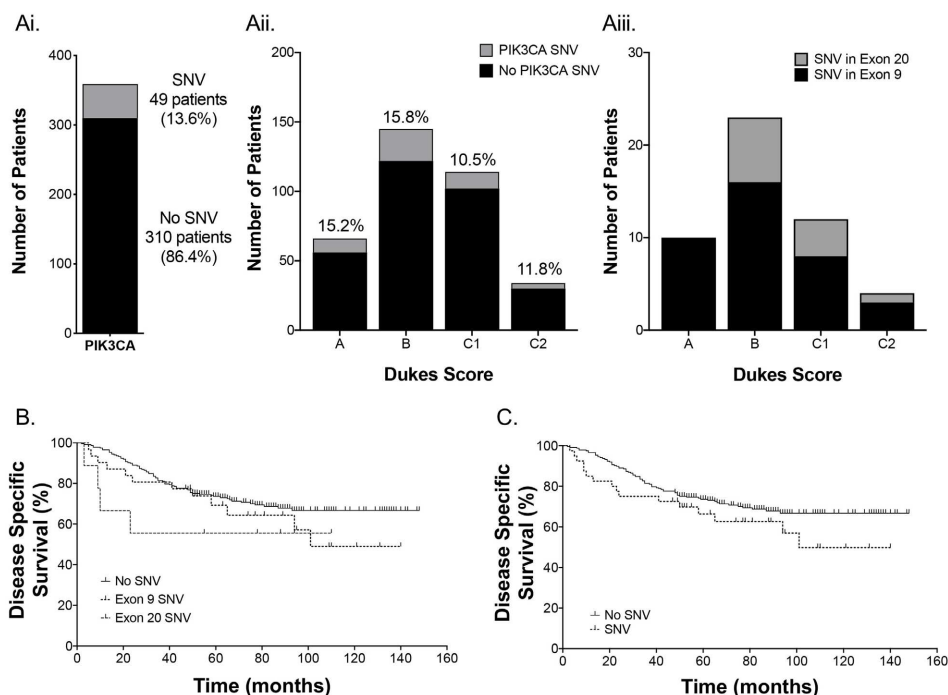 Ai.
Number of Patients
400
300
200
100
0
SNV
49 patients
(13.6%)
No SNV
310 patients
(86.4%)
PIK3CA
Aii.
Number of Patients
200
150
100
50
0
PIK3CA SNV
No PIK3CA SNV
15.2%
15.8%
10.5%
11.8%
A B C1 C2
Dukes Score
Aiii.
Number of Patients
30
20
10
0
SNV in Exon 20
SNV in Exon 9
A B C1 C2
Dukes Score
B.
Disease Specific
Survival (%)
100
80
60
40
20
0
No SNV
Exon 9 SNV
Exon 20 SNV
0 20 40 60 80 100 120 140 160
Time (months)
C.
Disease Specific
Survival (%)
100
80
60
40
20
0
No SNV
SNV
0 20 40 60 80 100 120 140 160
Time (months)